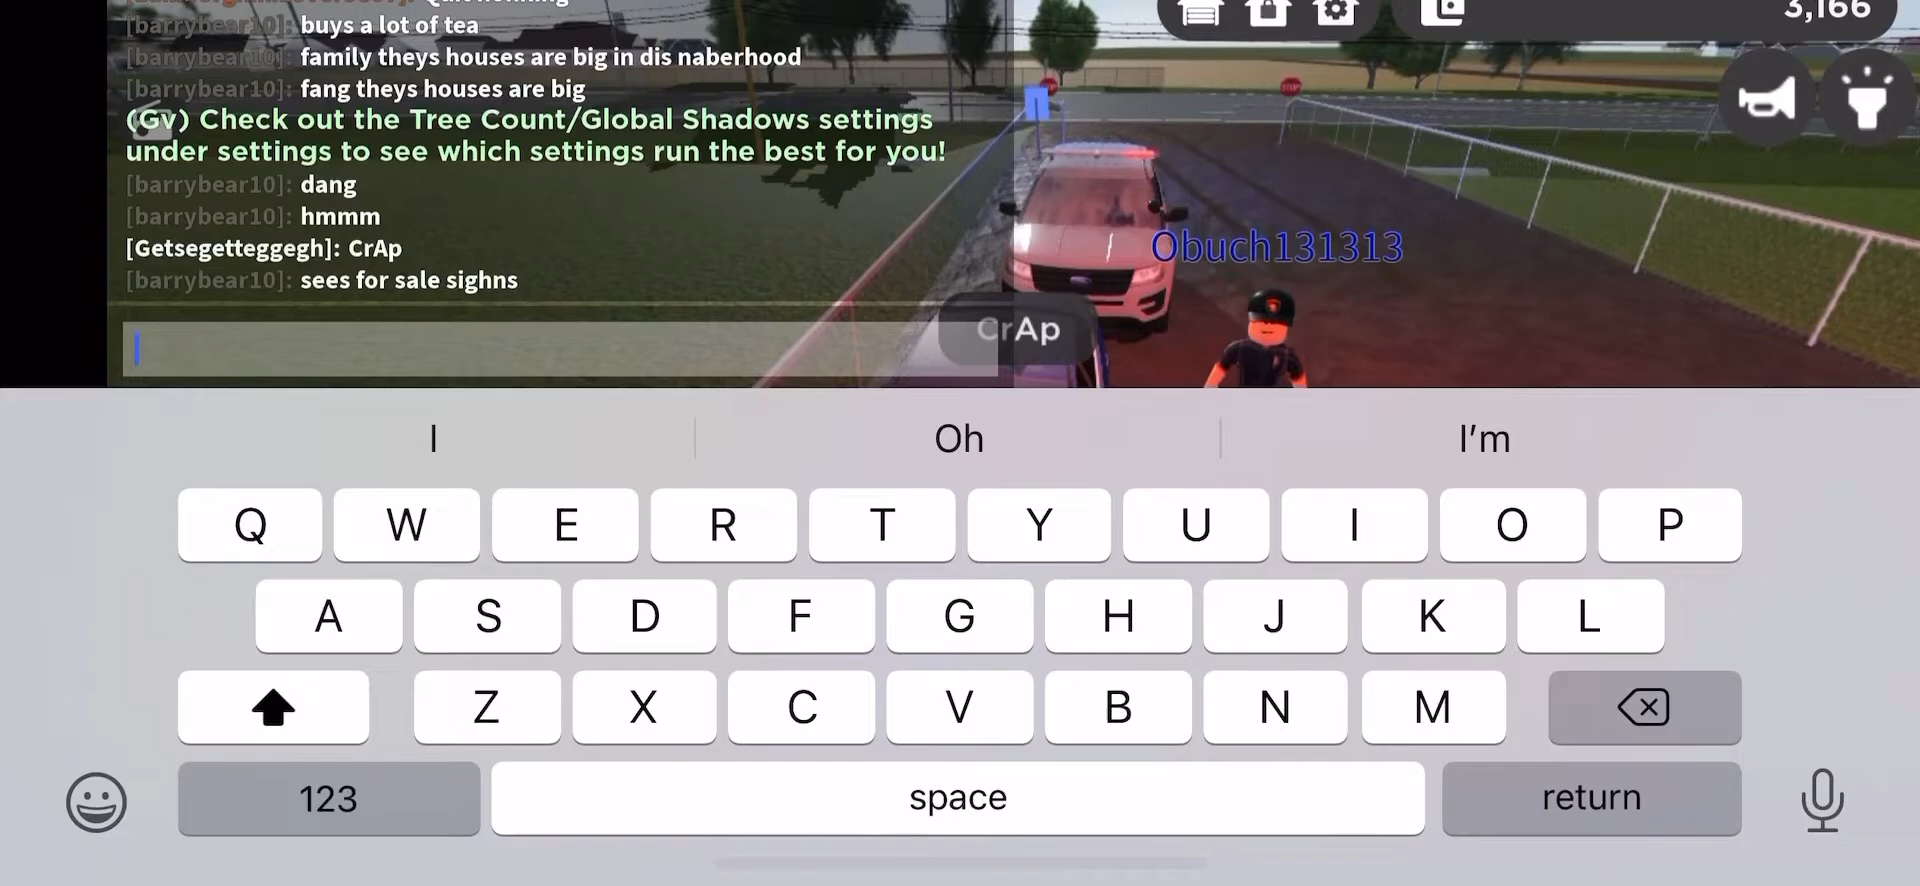 [barrybear10]: buys a lot of tea
[barrybear10]: family theys houses are big in dis naberhood
[barrybear10]: fang theys houses are big
(Gv) Check out the Tree Count/Global Shadows settings
under settings to see which settings run the best for you!
[barrybear10]: dang
[barrybear10]: hmmm
[Getsegetteggegh]: CrAp
[barrybear10]: sees for sale sighns
3,166
STOP
Obuch131313
CrAp
I Oh I'm
Q W E R T Y U I O P
A S D F G H J K L
Z X C V B N M
123 space return